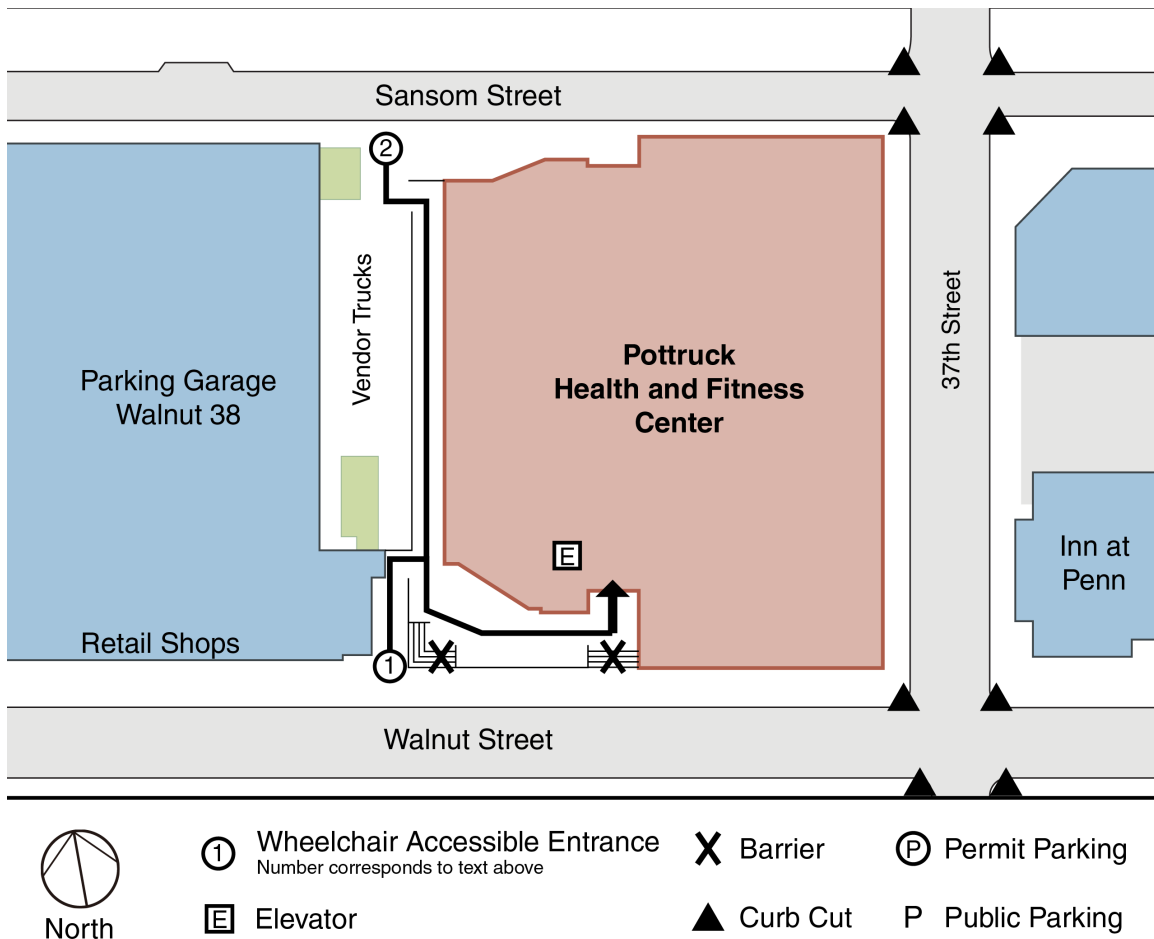 Sansom Street
2
Vendor Trucks
37th Street
Pottruck
Health and Fitness
Center
Parking Garage
Walnut 38
E
Inn at
Penn
Retail Shops
1
Walnut Street
North
1 Wheelchair Accessible Entrance
Number corresponds to text above
E Elevator
Barrier
Curb Cut
P Permit Parking
P Public Parking